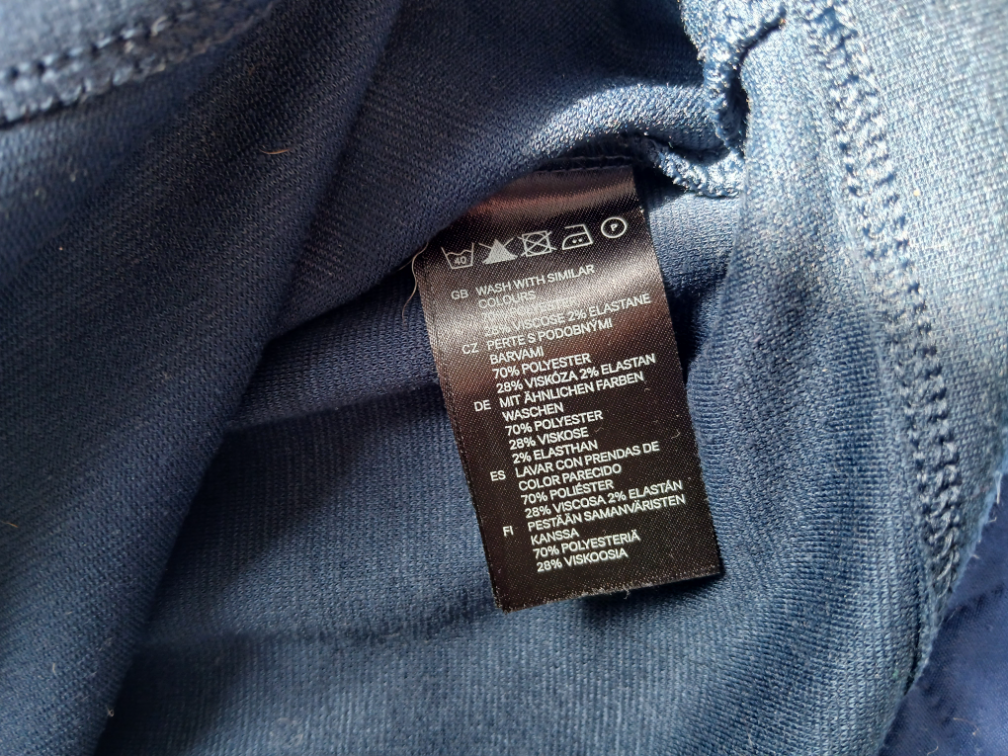 40 P
GB WASH WITH SIMILAR
COLOURS
70% POLYESTER
28% VISCOSE 2% ELASTANE
CZ PERTE S PODOBNÝMI
BARVAMI
70% POLYESTER
28% VISKÓZA 2% ELASTAN
DE MIT ÄHNLICHEN FARBEN
WASCHEN
70% POLYESTER
28% VISKOSE
2% ELASTHAN
ES LAVAR CON PRENDAS DE
COLOR PARECIDO
70% POLIÉSTER
28% VISCOSA 2% ELASTÁN
FI PESTÄÄN SAMANVÄRISTEN
KANSSA
70% POLYESTERIÄ
28% VISKOOSIA